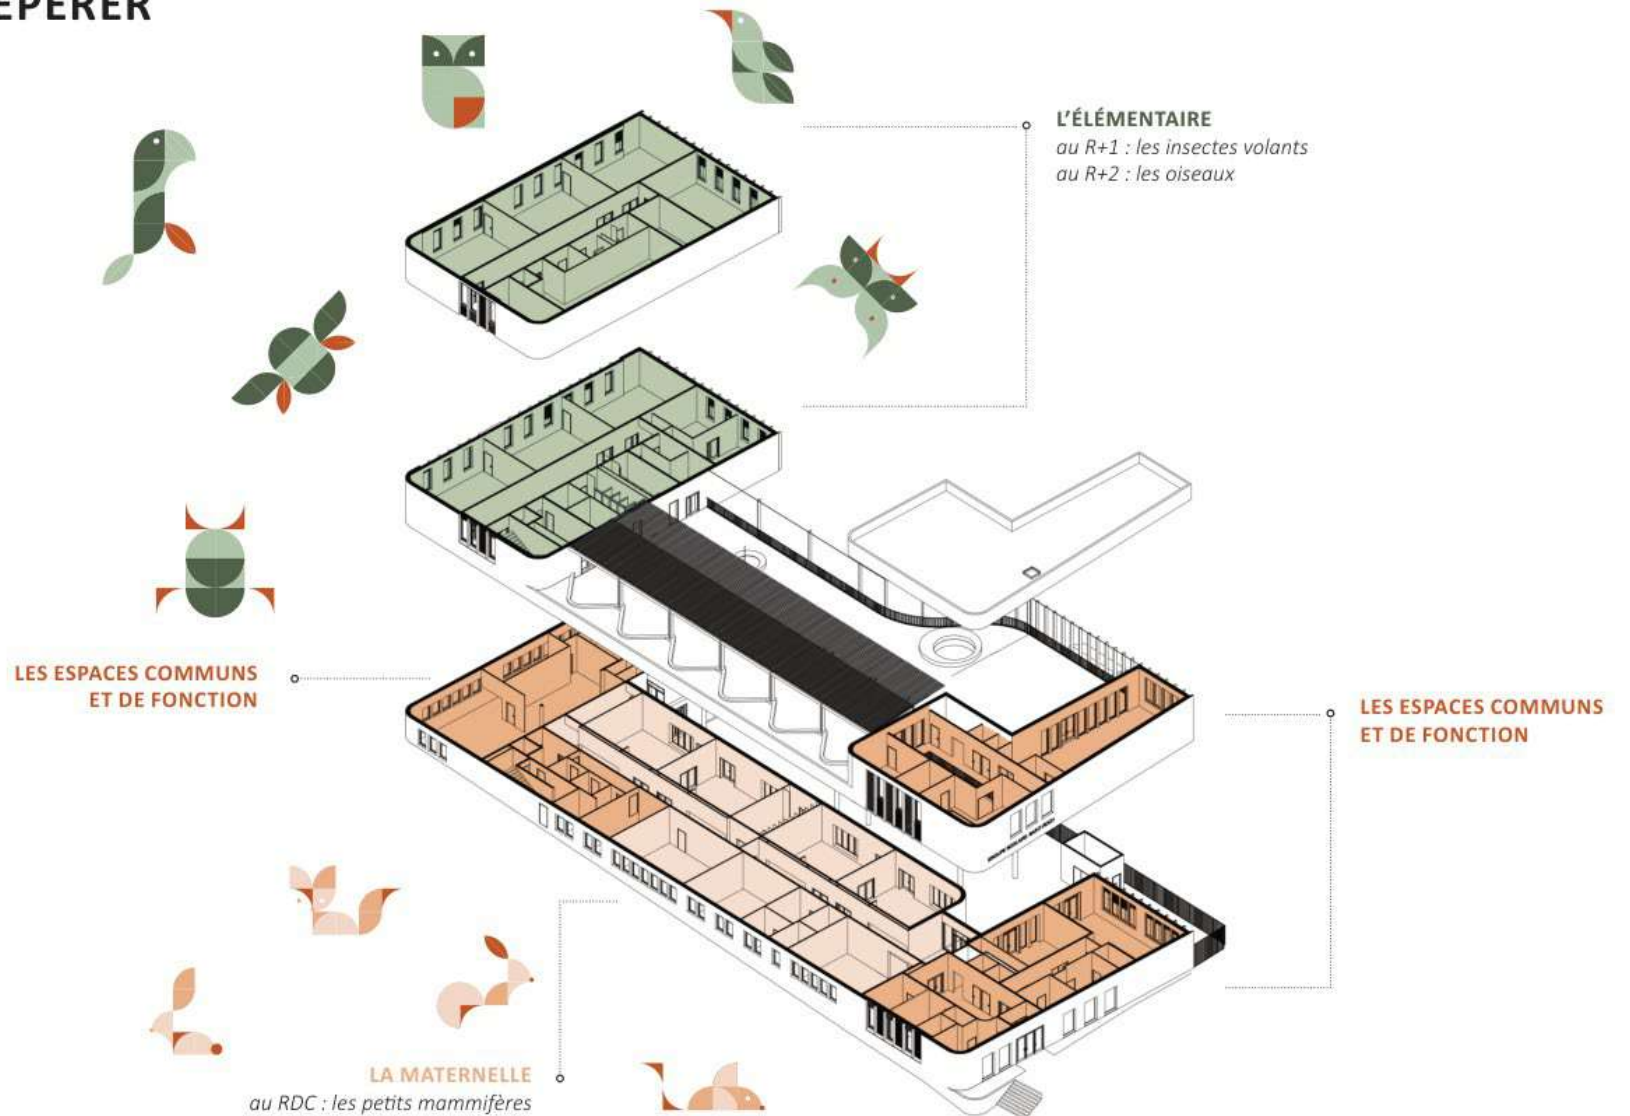 EPÉRER
L'ÉLÉMENTAIRE
au R+1 : les insectes volants
au R+2 : les oiseaux
LES ESPACES COMMUNS
ET DE FONCTION
LES ESPACES COMMUNS
ET DE FONCTION
LA MATERNELLE
au RDC : les petits mammifères